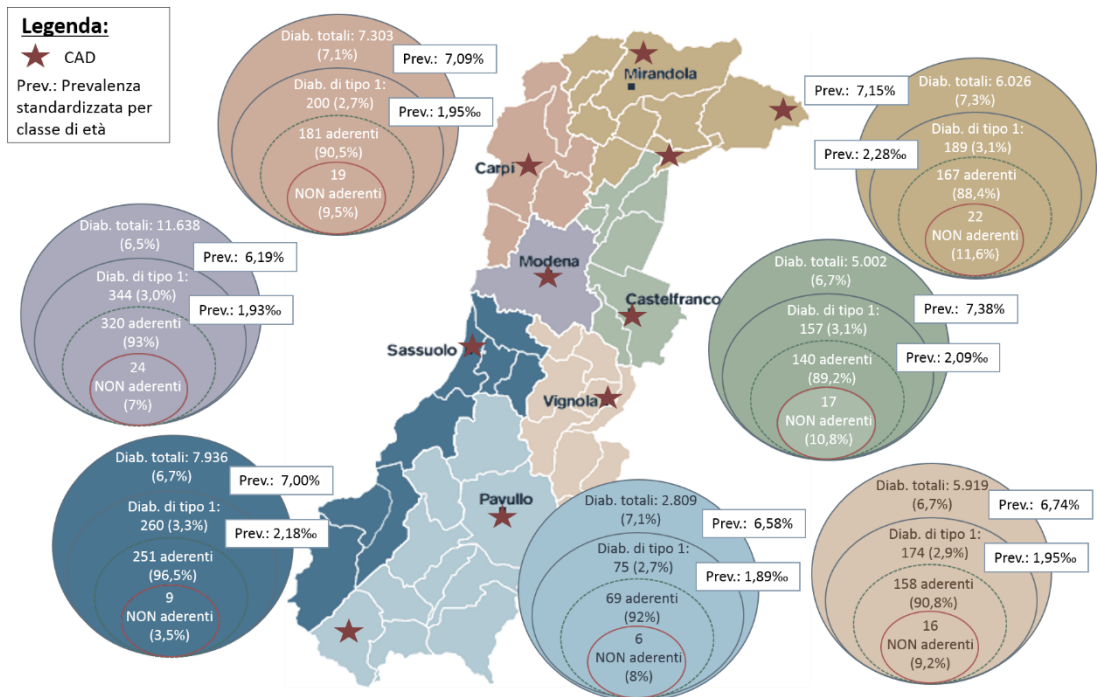 Legenda:
CAD
Prev.: Prevalenza
standardizzata per
classe di età
Diab. totali: 7.303
(7,1%)
Prev.: 7,09%
Diab. di tipo 1:
200 (2,7%)
Prev.: 1,95‰
181 aderenti
(90,5%)
19
NON aderenti
(9,5%)
Mirandola
Carpi
Modena
Castelfranco
Sassuolo
Vignola
Pavullo
Diab. totali: 6.026
(7,3%)
Prev.: 7,15%
Diab. di tipo 1:
189 (3,1%)
Prev.: 2,28‰
167 aderenti
(88,4%)
22
NON aderenti
(11,6%)
Diab. totali: 11.638
(6,5%)
Prev.: 6,19%
Diab. di tipo 1:
344 (3,0%)
Prev.: 1,93‰
320 aderenti
(93%)
24
NON aderenti
(7%)
Diab. totali: 5.002
(6,7%)
Prev.: 7,38%
Diab. di tipo 1:
157 (3,1%)
Prev.: 2,09‰
140 aderenti
(89,2%)
17
NON aderenti
(10,8%)
Diab. totali: 7.936
(6,7%)
Prev.: 7,00%
Diab. di tipo 1:
260 (3,3%)
Prev.: 2,18‰
251 aderenti
(96,5%)
9
NON aderenti
(3,5%)
Diab. totali: 2.809
(7,1%)
Prev.: 6,58%
Diab. di tipo 1:
75 (2,7%)
Prev.: 1,89‰
69 aderenti
(92%)
6
NON aderenti
(8%)
Diab. totali: 5.919
(6,7%)
Prev.: 6,74%
Diab. di tipo 1:
174 (2,9%)
Prev.: 1,95‰
158 aderenti
(90,8%)
16
NON aderenti
(9,2%)